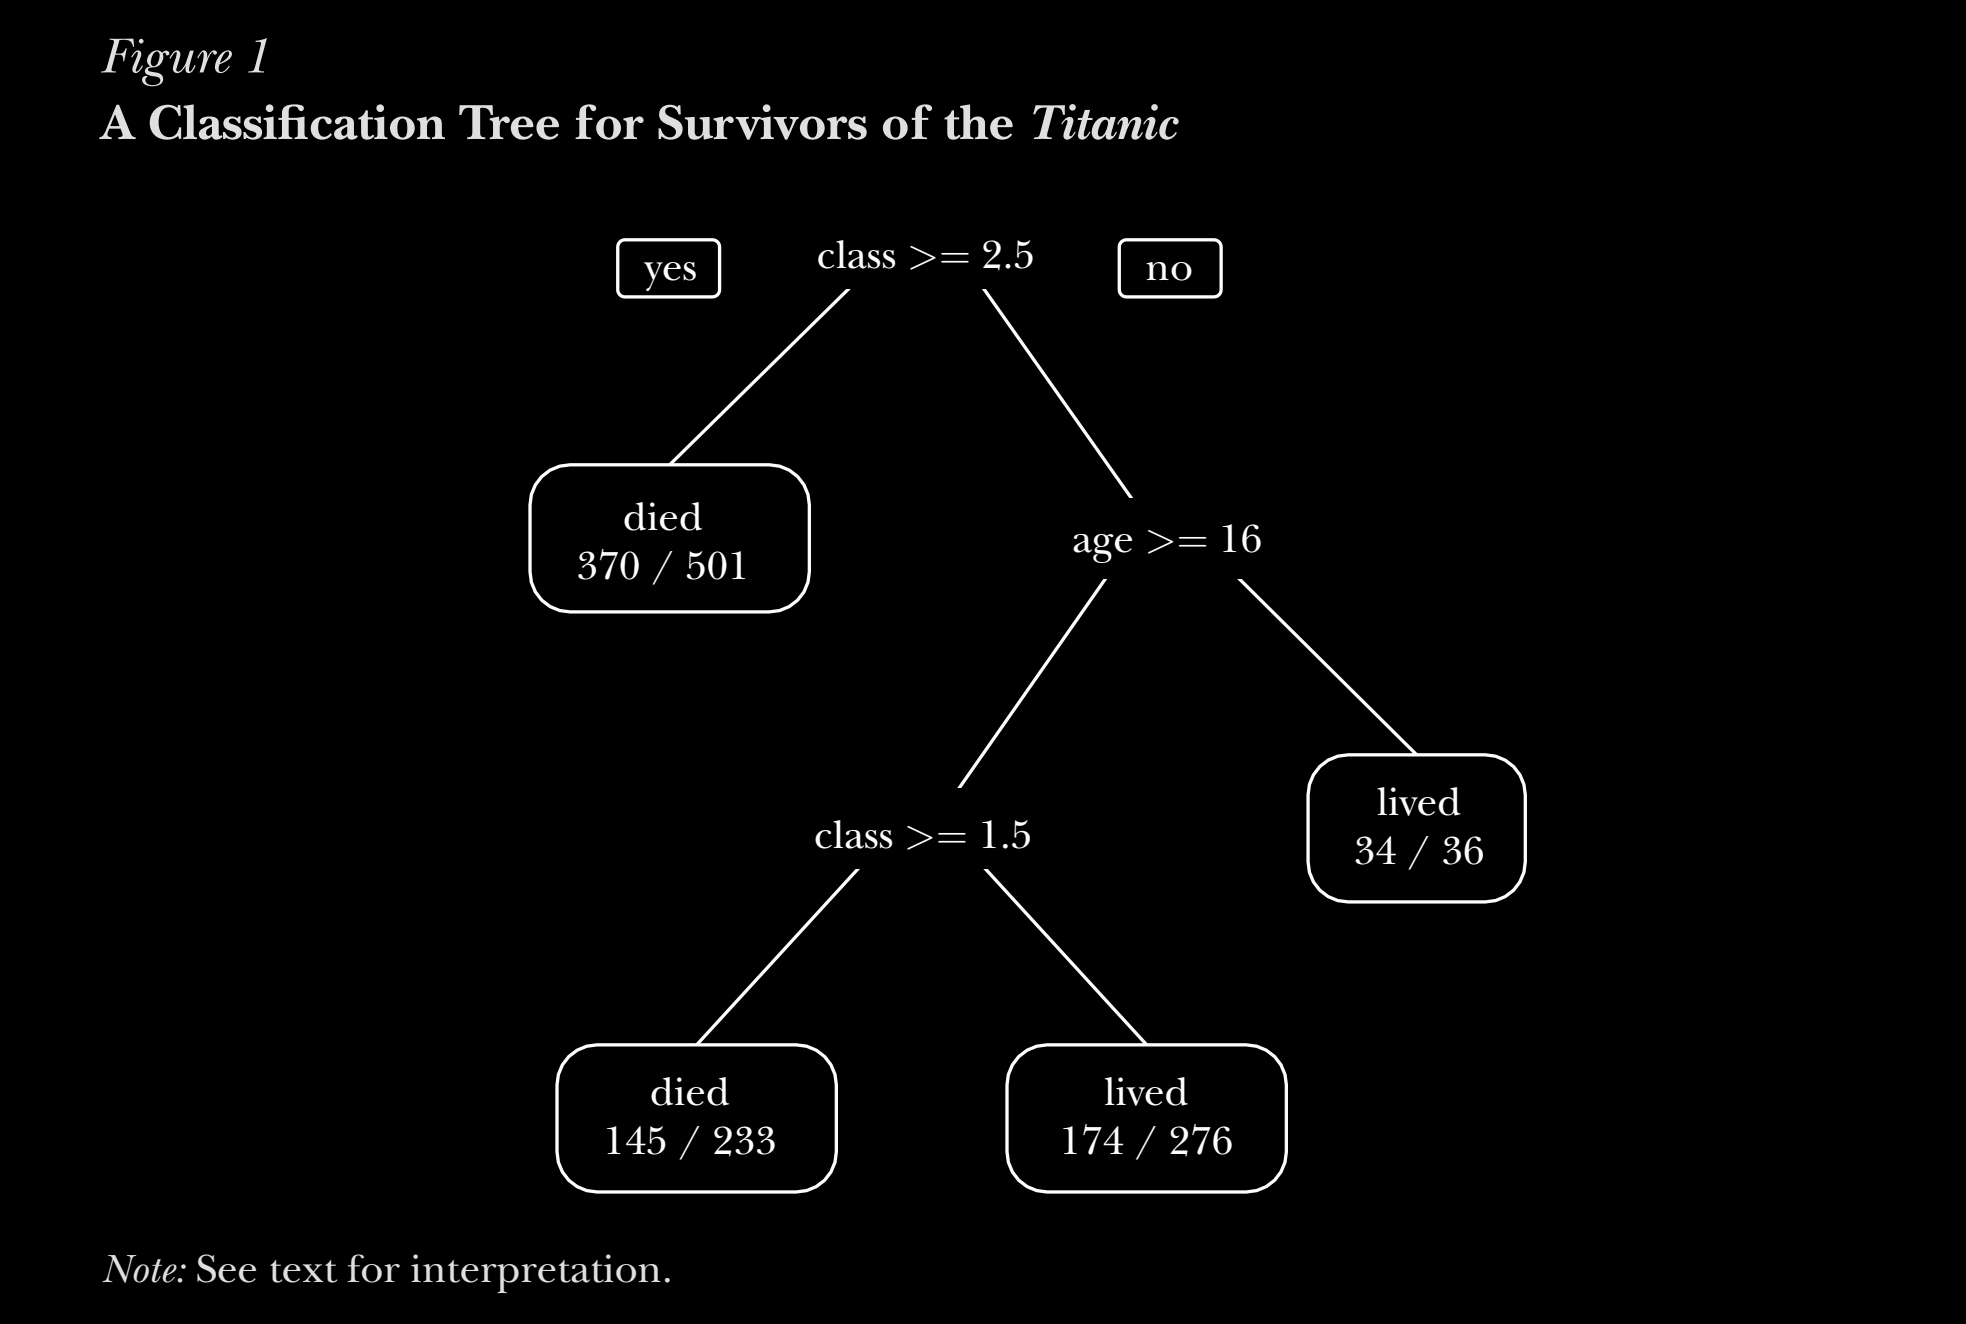 Figure 1
A Classification Tree for Survivors of the Titanic
yes
class >= 2.5
no
died
370 / 501
age >= 16
lived
34 / 36
class >= 1.5
died
145 / 233
lived
174 / 276
Note: See text for interpretation.